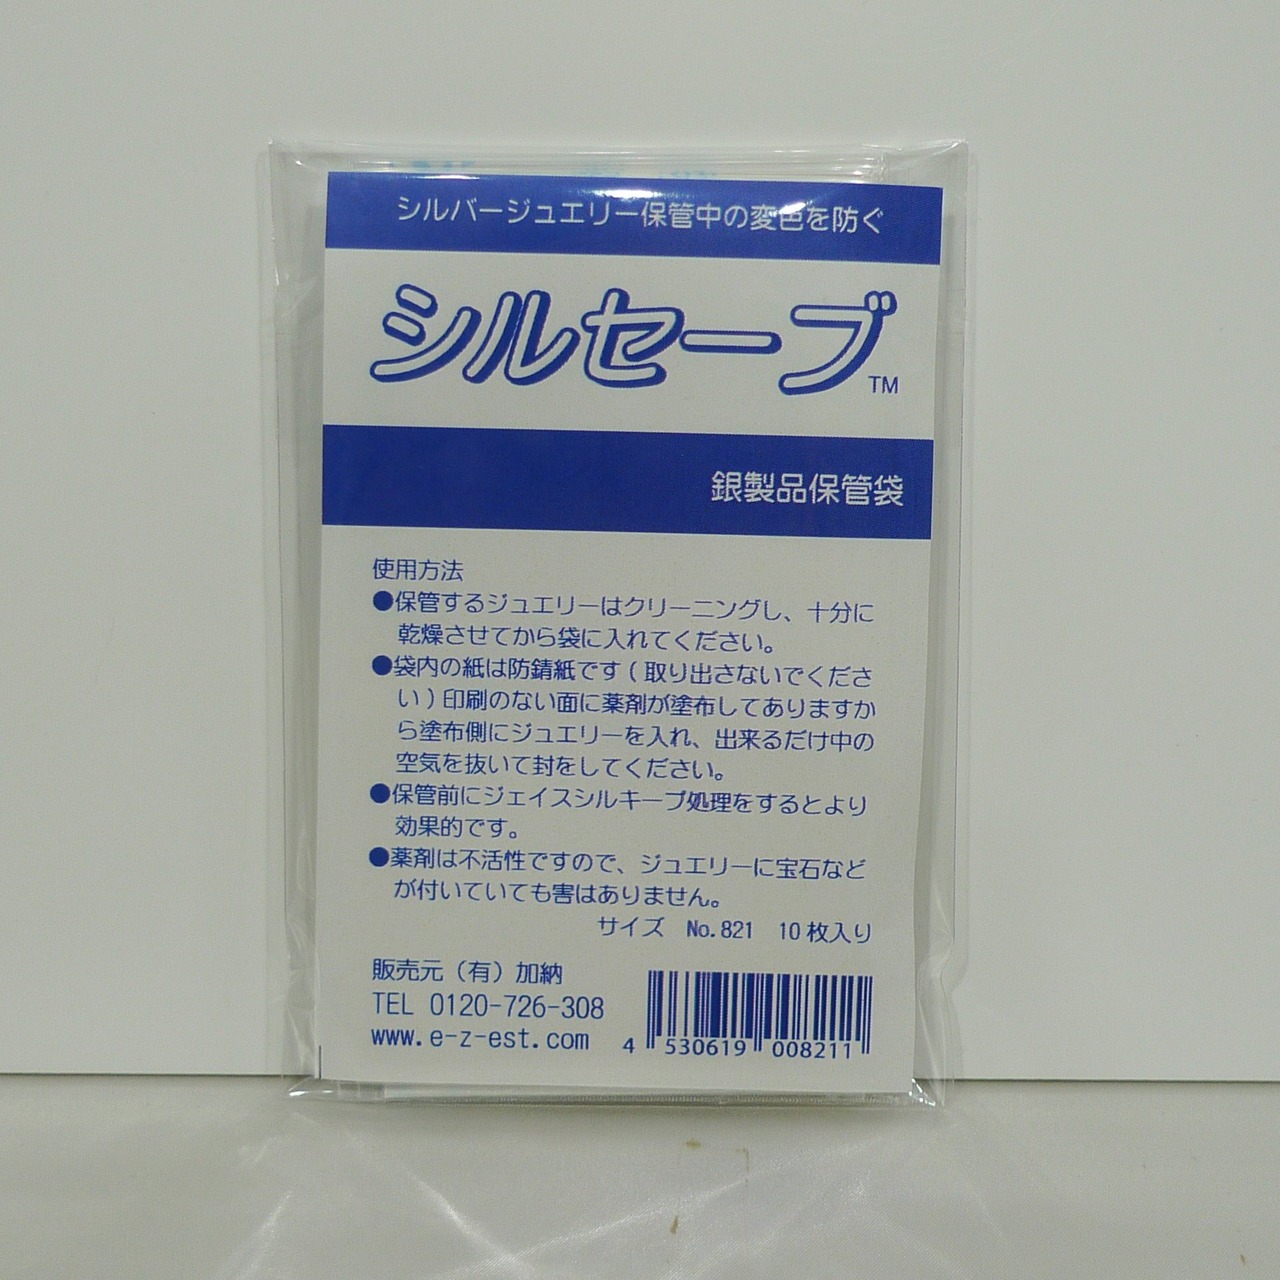 シルバージュエリー保管中の変色を防ぐ
シルセーブ™
銀製品保管袋
使用方法
●保管するジュエリーはクリーニングし、十分に
乾燥させてから袋に入れてください。
●袋内の紙は防錆紙です(取り出さないでくださ
い)印刷のない面に薬剤が塗布してありますか
ら塗布側にジュエリーを入れ、出来るだけ中の
空気を抜いて封をしてください。
●保管前にジェイスシルキープ処理をするとより
効果的です。
●薬剤は不活性ですので、ジュエリーに宝石など
が付いていても害はありません。
サイズ No.821 10枚入り
販売元(有)加納
TEL 0120-726-308
www.e-z-est.com
4 530619 008211